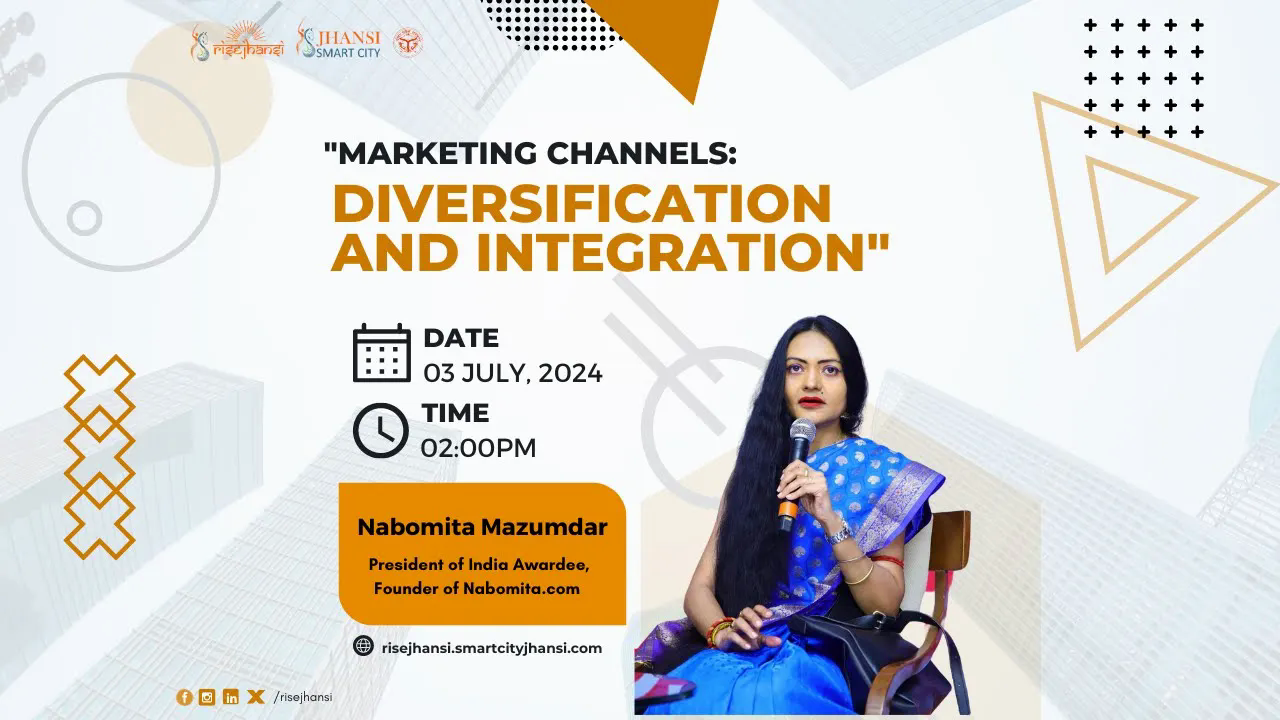 risejhansi
JHANSI
SMART CITY
"MARKETING CHANNELS:
DIVERSIFICATION
AND INTEGRATION"
DATE
03 JULY, 2024
TIME
02:00PM
Nabomita Mazumdar
President of India Awardee,
Founder of Nabomita.com
risejhansi.smartcityjhansi.com
/risejhansi